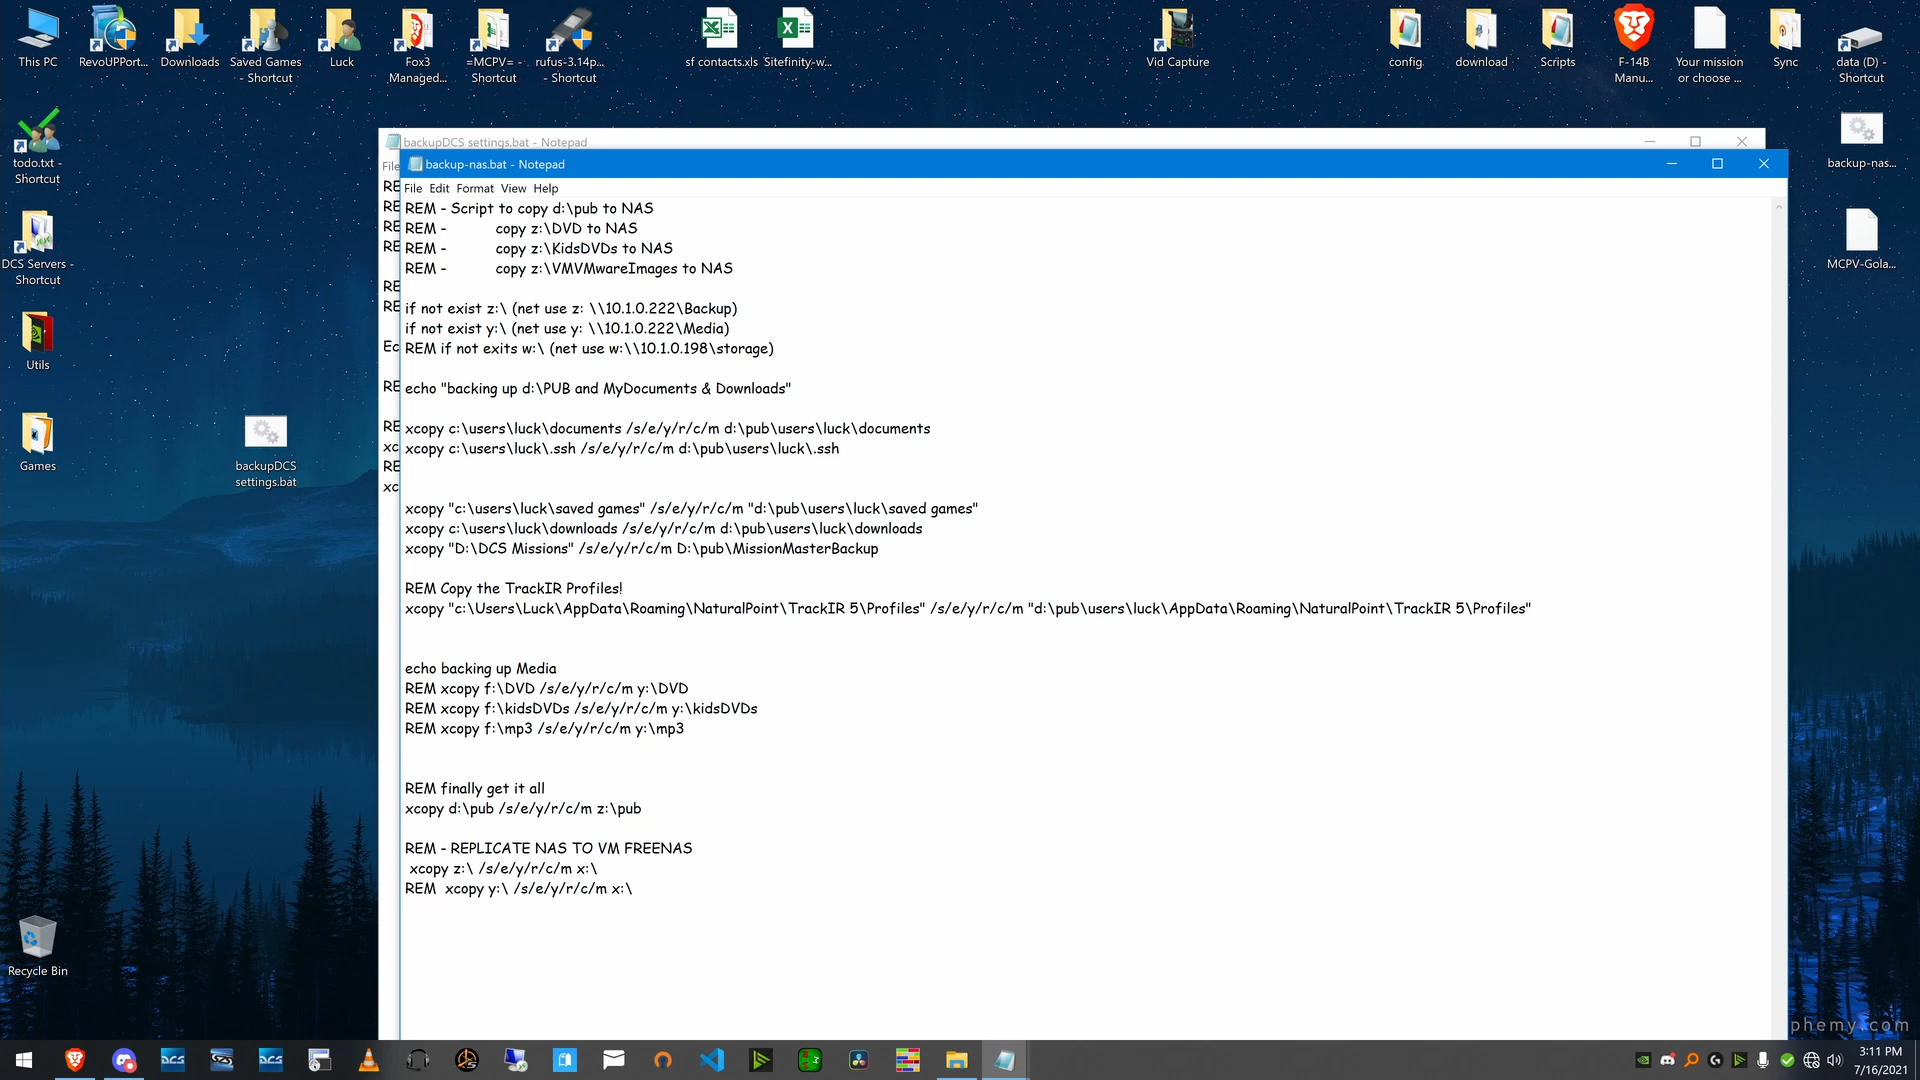 This PC
RevoUPPort...
Downloads
Saved Games
- Shortcut
Luck
Fox3
Managed...
=MCPV= -
Shortcut
rufus-3.14p...
- Shortcut
sf contacts.xls
Sitefinity-w...
Vid Capture
config
download
Scripts
F-14B
Manu...
Your mission
or choose ...
Sync
data (D) -
Shortcut
todo.txt -
Shortcut
backup-nas...
DCS Servers -
Shortcut
MCPV-Gola...
Utils
Games
backupDCS
settings.bat
Recycle Bin
backupDCS settings.bat - Notepad
File
backup-nas.bat - Notepad
File Edit Format View Help
REM - Script to copy d:\pub to NAS
REM - copy z:\DVD to NAS
REM - copy z:\KidsDVDs to NAS
REM - copy z:\VMVMwareImages to NAS
if not exist z:\ (net use z: \\10.1.0.222\Backup)
if not exist y:\ (net use y: \\10.1.0.222\Media)
REM if not exits w:\ (net use w:\\10.1.0.198\storage)
echo "backing up d:\PUB and MyDocuments & Downloads"
xcopy c:\users\luck\documents /s/e/y/r/c/m d:\pub\users\luck\documents
xcopy c:\users\luck\.ssh /s/e/y/r/c/m d:\pub\users\luck\.ssh
xcopy "c:\users\luck\saved games" /s/e/y/r/c/m "d:\pub\users\luck\saved games"
xcopy c:\users\luck\downloads /s/e/y/r/c/m d:\pub\users\luck\downloads
xcopy "D:\DCS Missions" /s/e/y/r/c/m D:\pub\MissionMasterBackup
REM Copy the TrackIR Profiles!
xcopy "c:\Users\Luck\AppData\Roaming\NaturalPoint\TrackIR 5\Profiles" /s/e/y/r/c/m "d:\pub\users\luck\AppData\Roaming\NaturalPoint\TrackIR 5\Profiles"
echo backing up Media
REM xcopy f:\DVD /s/e/y/r/c/m y:\DVD
REM xcopy f:\kidsDVDs /s/e/y/r/c/m y:\kidsDVDs
REM xcopy f:\mp3 /s/e/y/r/c/m y:\mp3
REM finally get it all
xcopy d:\pub /s/e/y/r/c/m z:\pub
REM - REPLICATE NAS TO VM FREENAS
xcopy z:\ /s/e/y/r/c/m x:\
REM xcopy y:\ /s/e/y/r/c/m x:\
phemy.com
3:11 PM
7/16/2021